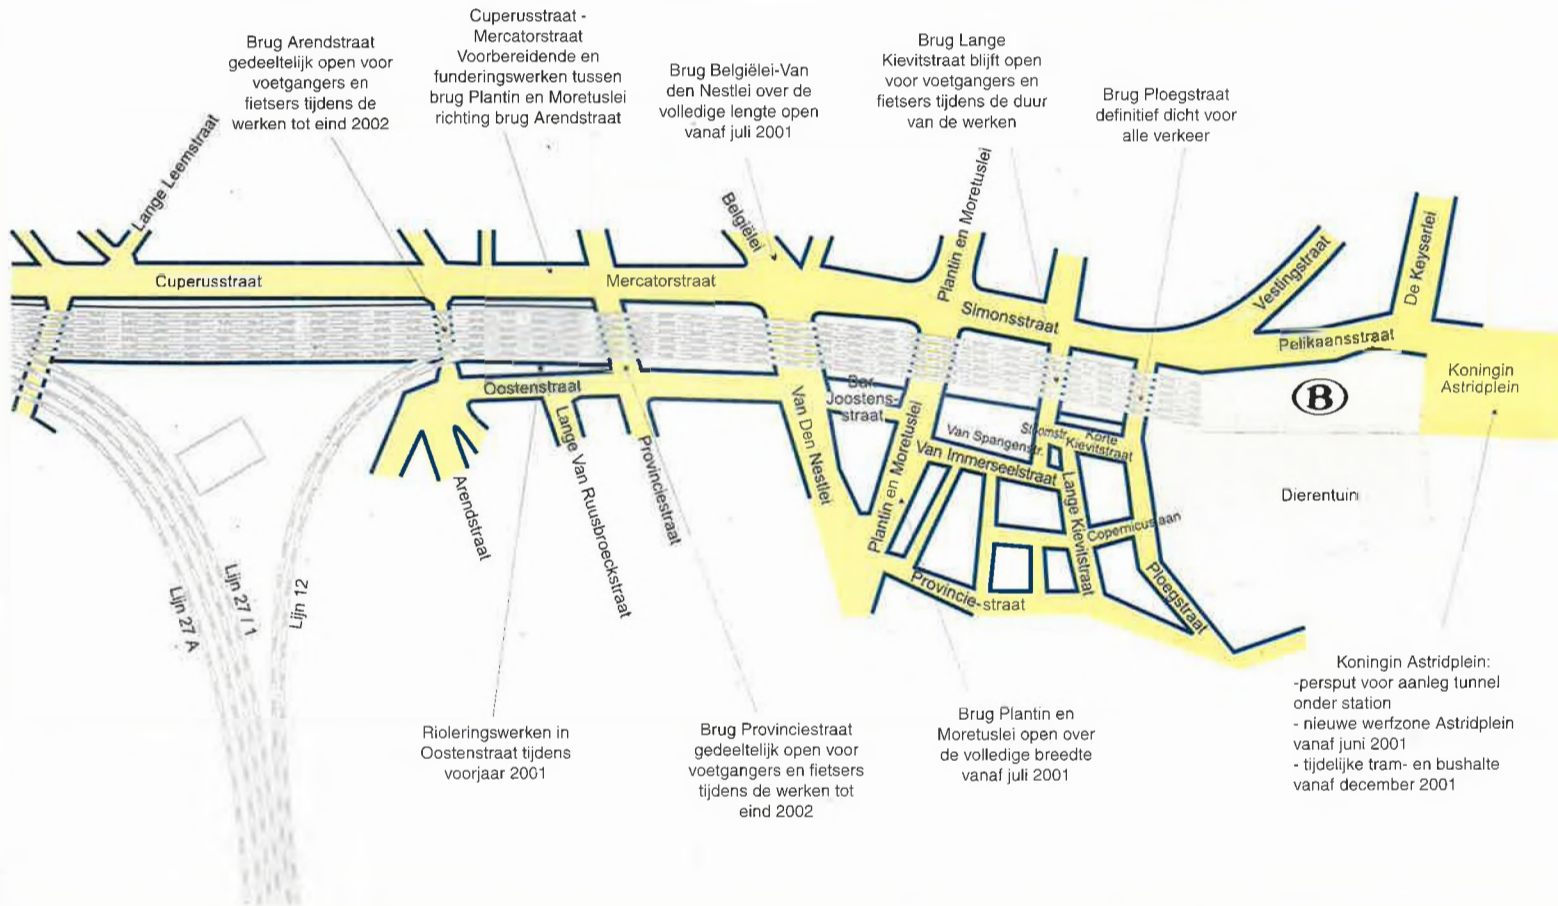 Brug Arendstraat
gedeeltelijk open voor
voetgangers en
fietsers tijdens de
werken tot eind 2002
Cuperusstraat -
Mercatorstraat
Voorbereidende en
funderingswerken tussen
brug Plantin en Moretuslei
richting brug Arendstraat
Brug Belgiëlei-Van
den Nestlei over de
volledige lengte open
vanaf juli 2001
Brug Lange
Kievitstraat blijft open
voor voetgangers en
fietsers tijdens de duur
van de werken
Brug Ploegstraat
definitief dicht voor
alle verkeer
Lange Leemstraat
Belgiëlei
Plantin en Moretuslei
Vestingstraat
De Keyserlei
Cuperusstraat
Mercatorstraat
Simonsstraat
Pelikaansstraat
Koningin
Astridplein
B
Oostenstraat
Bar.
Joostens-
straat
Van Den Nestlei
Plantin en Moretuslei
Van Spangenstr.
Stoomstr.
Korte
Kievitstraat
Van Immerseelstraat
Lange Kievitstraat
Copernicuslaan
Ploegstraat
Provincie-straat
Dierentuin
Arendstraat
Lange Van Ruusbroeckstraat
Provinciestraat
Lijn 27 A
Lijn 27 / 1
Lijn 12
Rioleringswerken in
Oostenstraat tijdens
voorjaar 2001
Brug Provinciestraat
gedeeltelijk open voor
voetgangers en fietsers
tijdens de werken tot
eind 2002
Brug Plantin en
Moretuslei open over
de volledige breedte
vanaf juli 2001
Koningin Astridplein:
-persput voor aanleg tunnel
onder station
- nieuwe werfzone Astridplein
vanaf juni 2001
- tijdelijke tram- en bushalte
vanaf december 2001